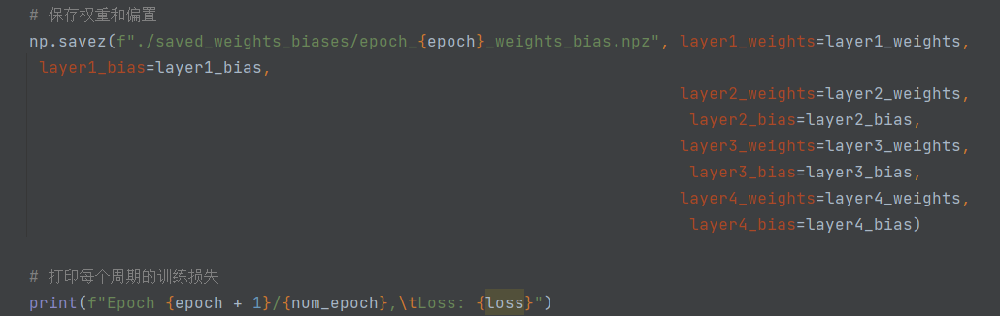 # 保存权重和偏置
np.savez(f"./saved_weights_biases/epoch_{epoch}_weights_bias.npz", layer1_weights=layer1_weights,
layer1_bias=layer1_bias,
layer2_weights=layer2_weights,
layer2_bias=layer2_bias,
layer3_weights=layer3_weights,
layer3_bias=layer3_bias,
layer4_weights=layer4_weights,
layer4_bias=layer4_bias)
# 打印每个周期的训练损失
print(f"Epoch {epoch + 1}/{num_epoch},\tLoss: {loss}")